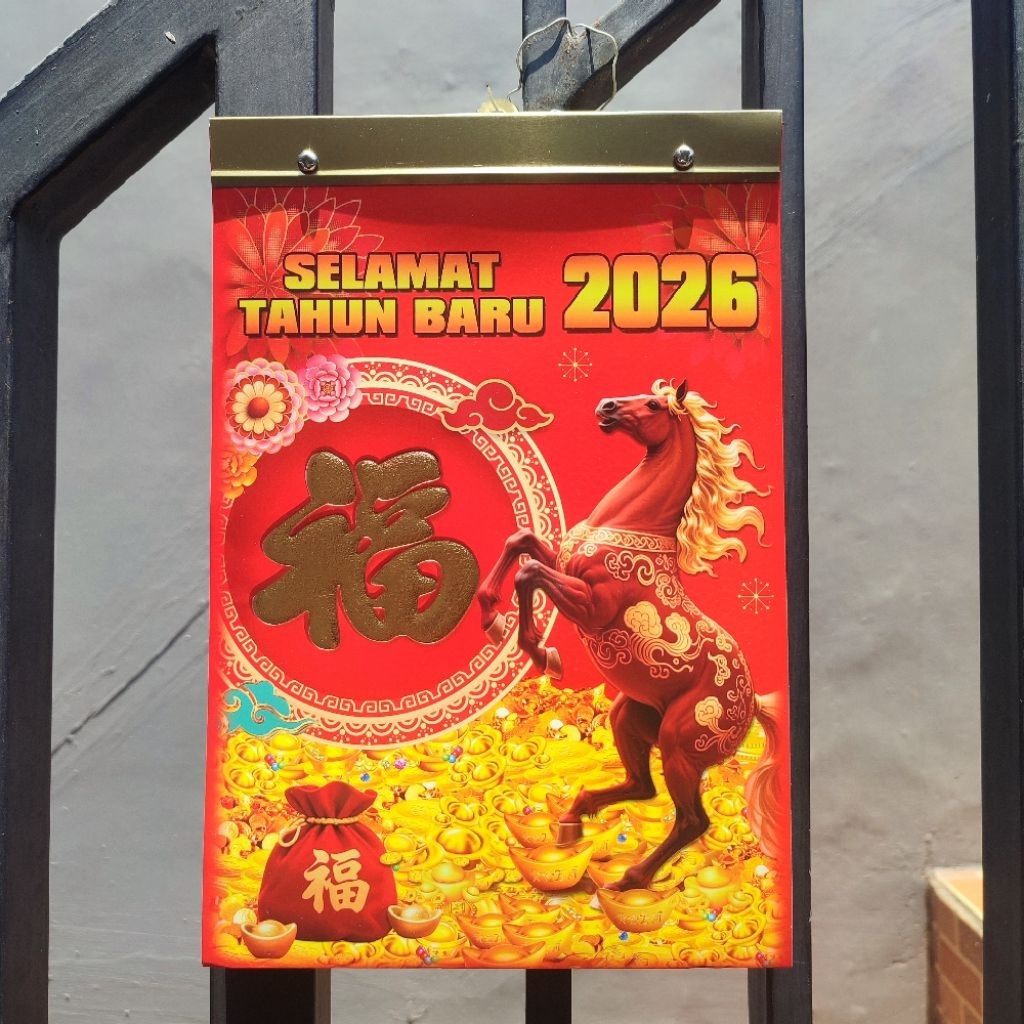 SELAMAT
TAHUN BARU 2026
福
福